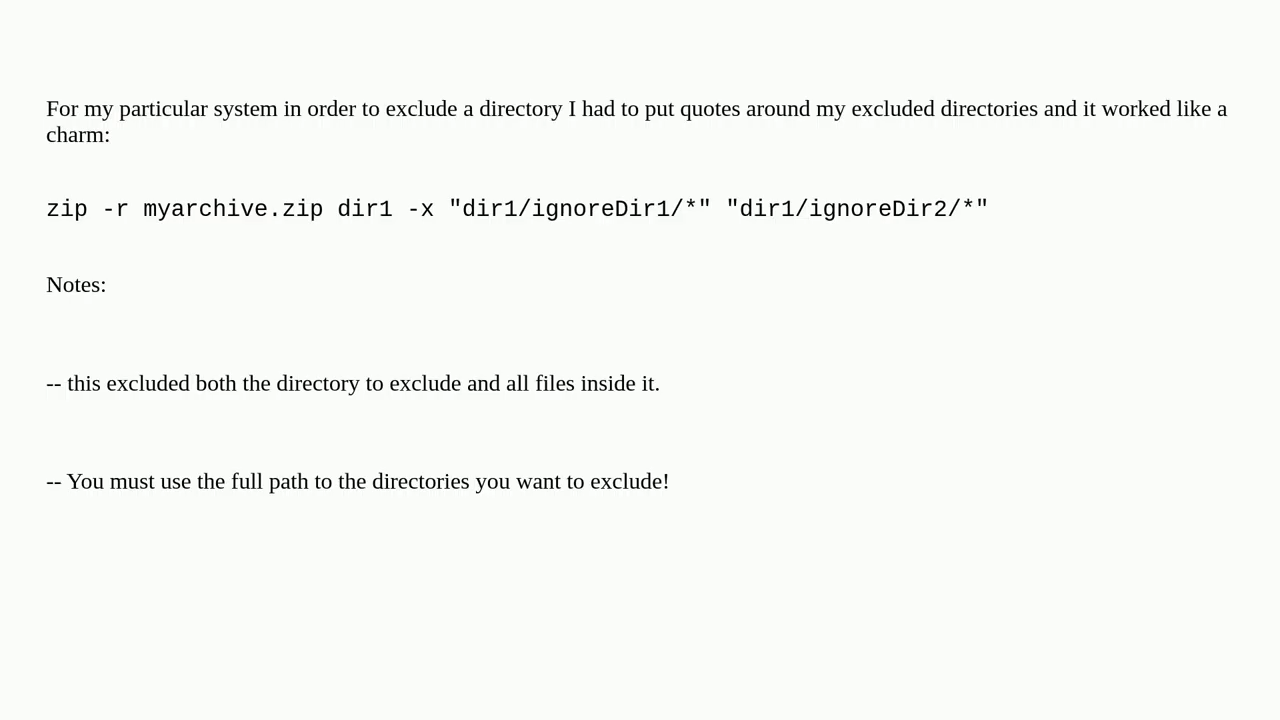 For my particular system in order to exclude a directory I had to put quotes around my excluded directories and it worked like a
charm:
zip -r myarchive.zip dir1 -x "dir1/ignoreDir1/*" "dir1/ignoreDir2/*"
Notes:
-- this excluded both the directory to exclude and all files inside it.
-- You must use the full path to the directories you want to exclude!